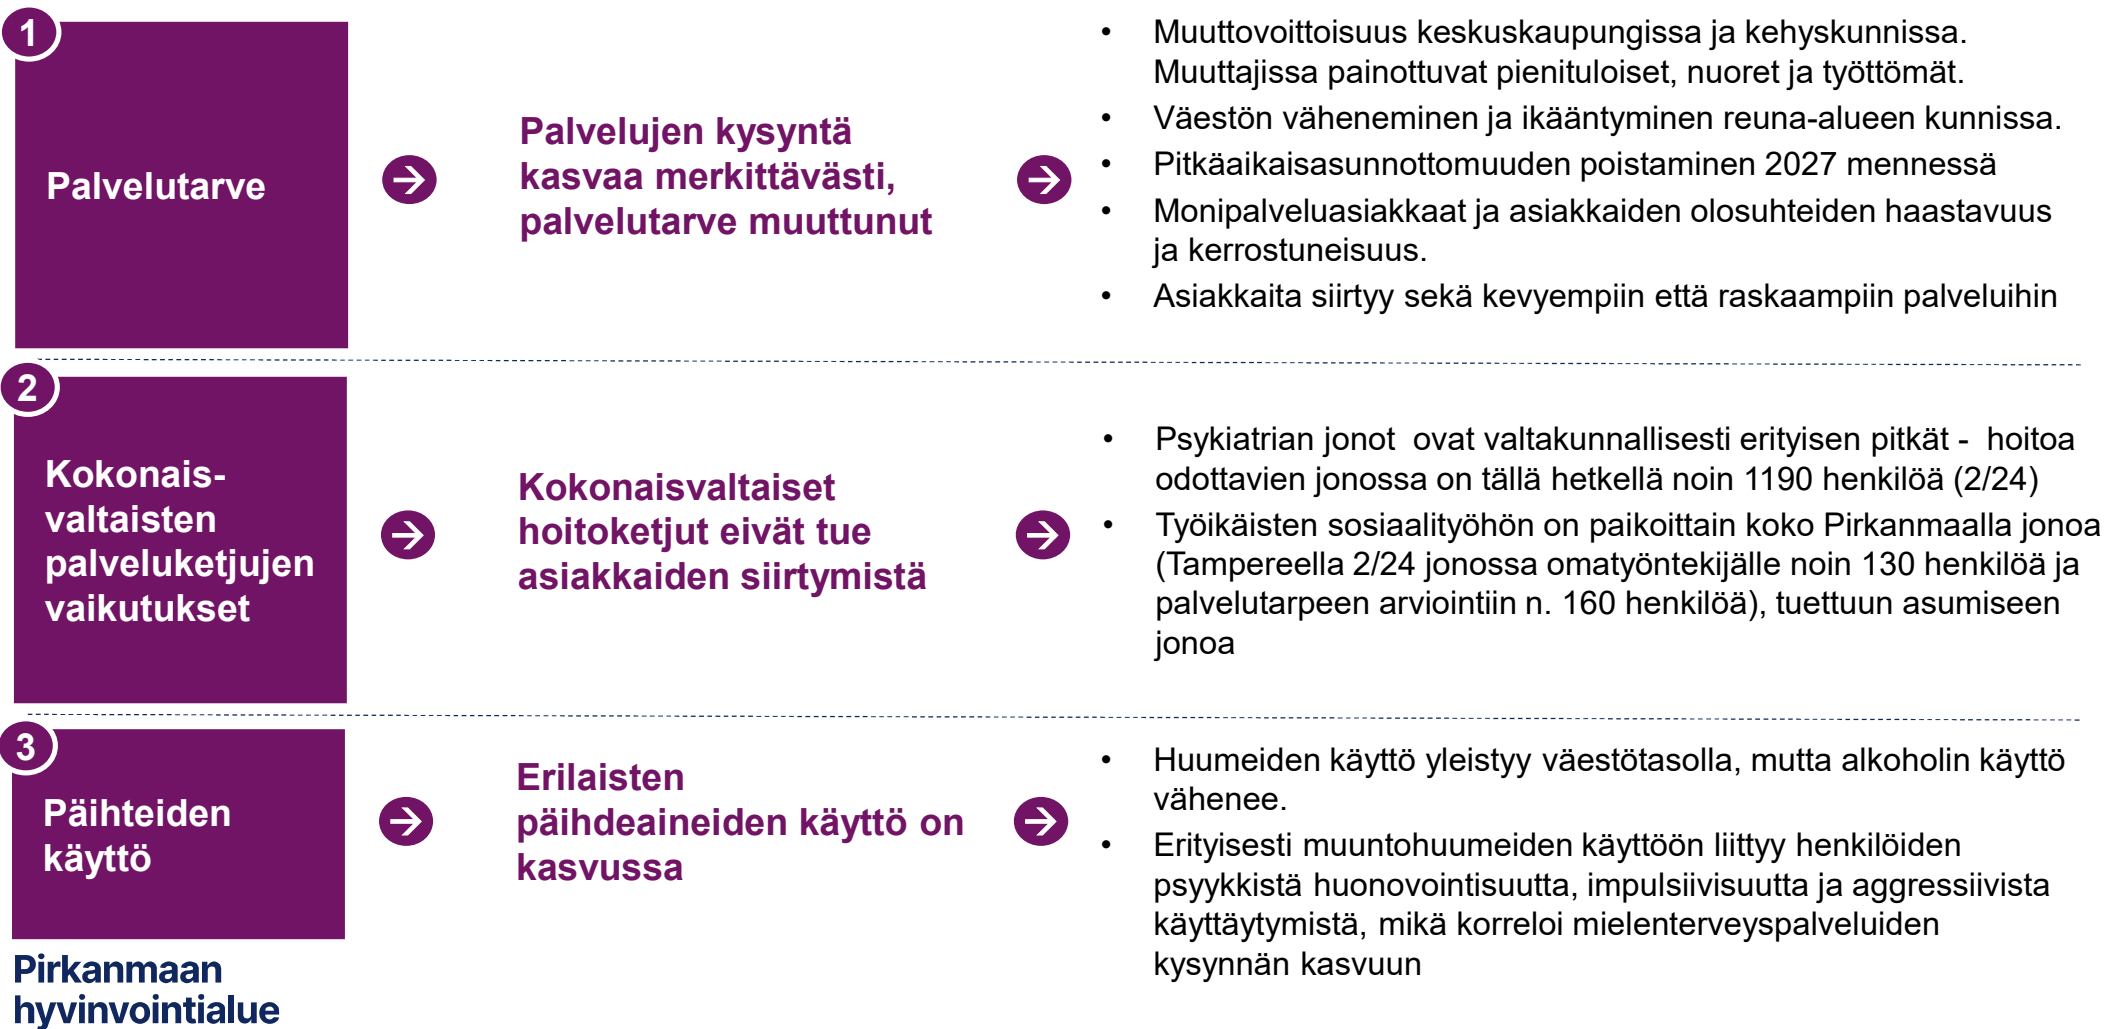 1
Palvelutarve
Palvelujen kysyntä
kasvaa merkittävästi,
palvelutarve muuttunut
• Muuttovoittoisuus keskuskaupungissa ja kehyskunnissa.
Muuttajissa painottuvat pienituloiset, nuoret ja työttömät.
• Väestön väheneminen ja ikääntyminen reuna-alueen kunnissa.
• Pitkäaikaisasunnottomuuden poistaminen 2027 mennessä
• Monipalveluasiakkaat ja asiakkaiden olosuhteiden haastavuus
ja kerrostuneisuus.
• Asiakkaita siirtyy sekä kevyempiin että raskaampiin palveluihin
2
Kokonais-
valtaisten
palveluketjujen
vaikutukset
Kokonaisvaltaiset
hoitoketjut eivät tue
asiakkaiden siirtymistä
• Psykiatrian jonot ovat valtakunnallisesti erityisen pitkät - hoitoa
odottavien jonossa on tällä hetkellä noin 1190 henkilöä (2/24)
• Työikäisten sosiaalityöhön on paikoittain koko Pirkanmaalla jonoa
(Tampereella 2/24 jonossa omatyöntekijälle noin 130 henkilöä ja
palvelutarpeen arviointiin n. 160 henkilöä), tuettuun asumiseen
jonoa
3
Päihteiden
käyttö
Erilaisten
päihdeaineiden käyttö on
kasvussa
• Huumeiden käyttö yleistyy väestötasolla, mutta alkoholin käyttö
vähenee.
• Erityisesti muuntohuumeiden käyttöön liittyy henkilöiden
psyykkistä huonovointisuutta, impulsiivisuutta ja aggressiivista
käyttäytymistä, mikä korreloi mielenterveyspalveluiden
kysynnän kasvuun
Pirkanmaan
hyvinvointialue